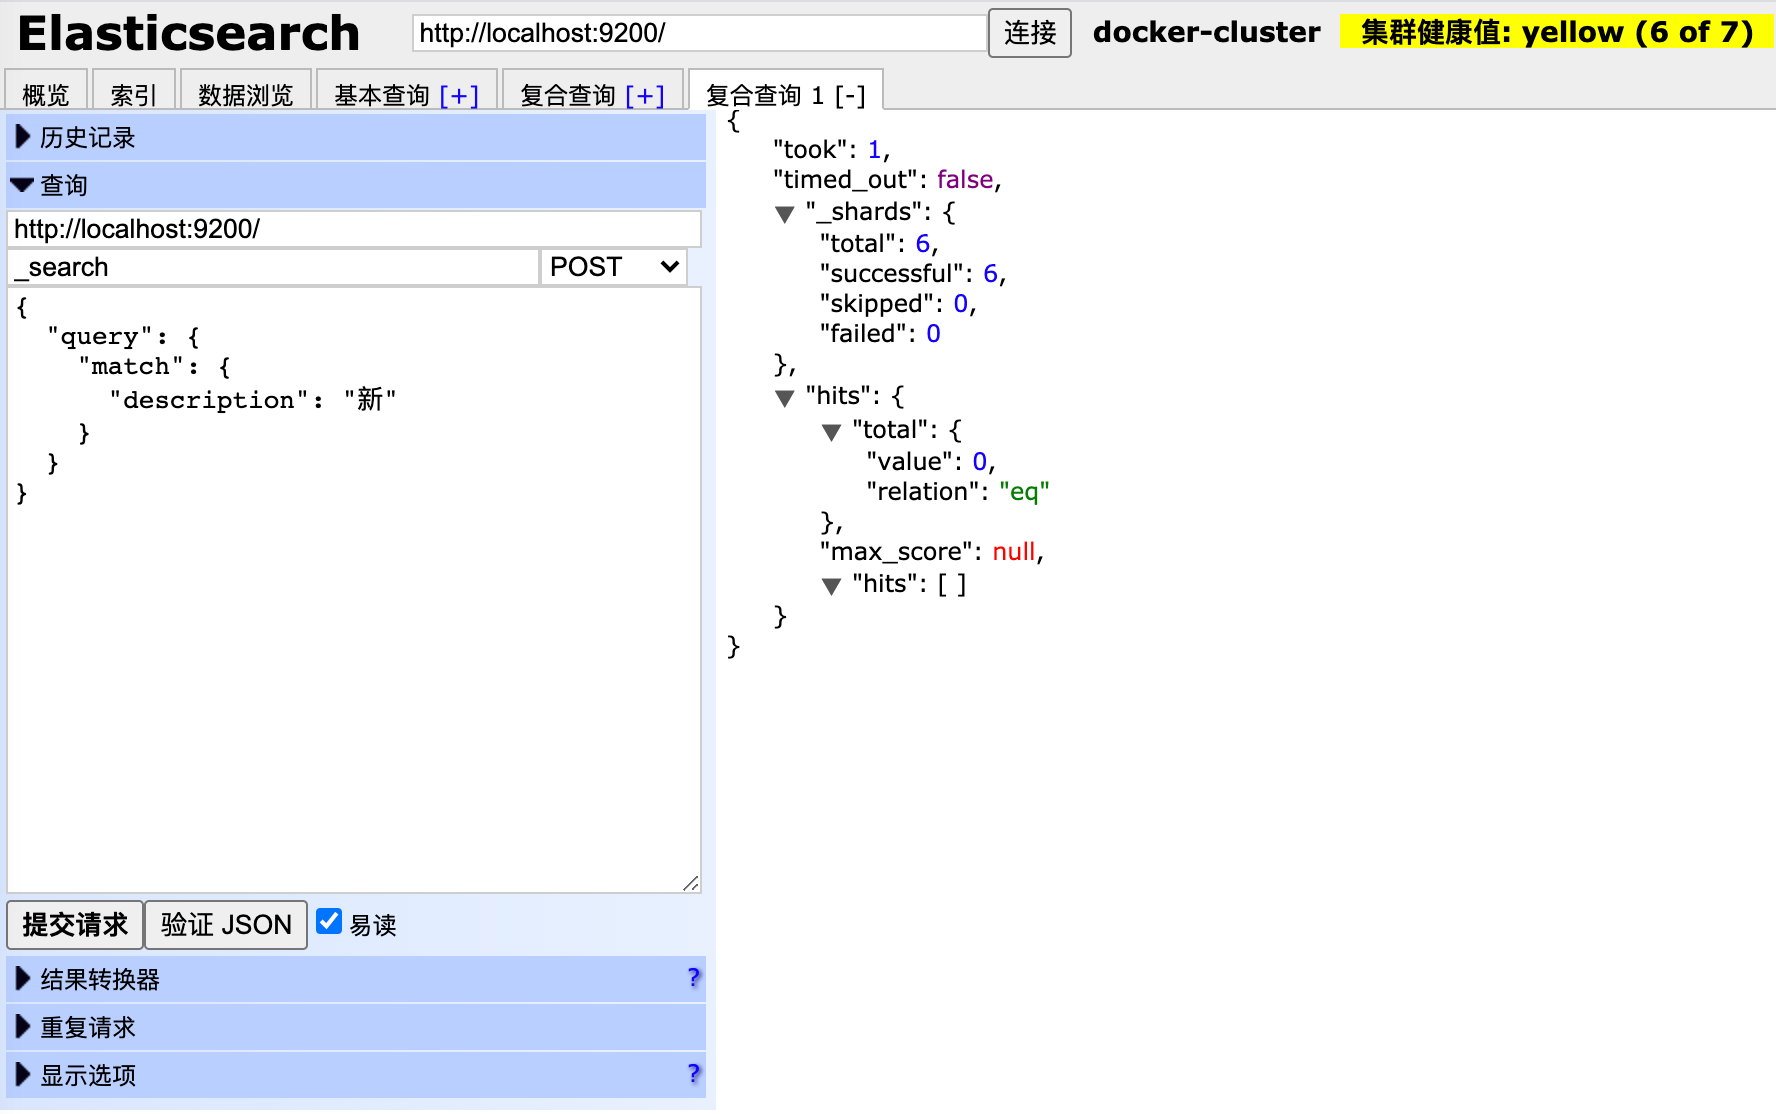 Elasticsearch http://localhost:9200/ 连接 docker-cluster 集群健康值: yellow (6 of 7)
概览 索引 数据浏览 基本查询 [+] 复合查询 [+] 复合查询 1 [-]
历史记录
查询
http://localhost:9200/
_search POST
{
"query": {
"match": {
"description": "新"
}
}
}
提交请求 验证 JSON 易读
结果转换器 ?
重复请求
显示选项 ?
{
"took": 1,
"timed_out": false,
"_shards": {
"total": 6,
"successful": 6,
"skipped": 0,
"failed": 0
},
"hits": {
"total": {
"value": 0,
"relation": "eq"
},
"max_score": null,
"hits": [ ]
}
}